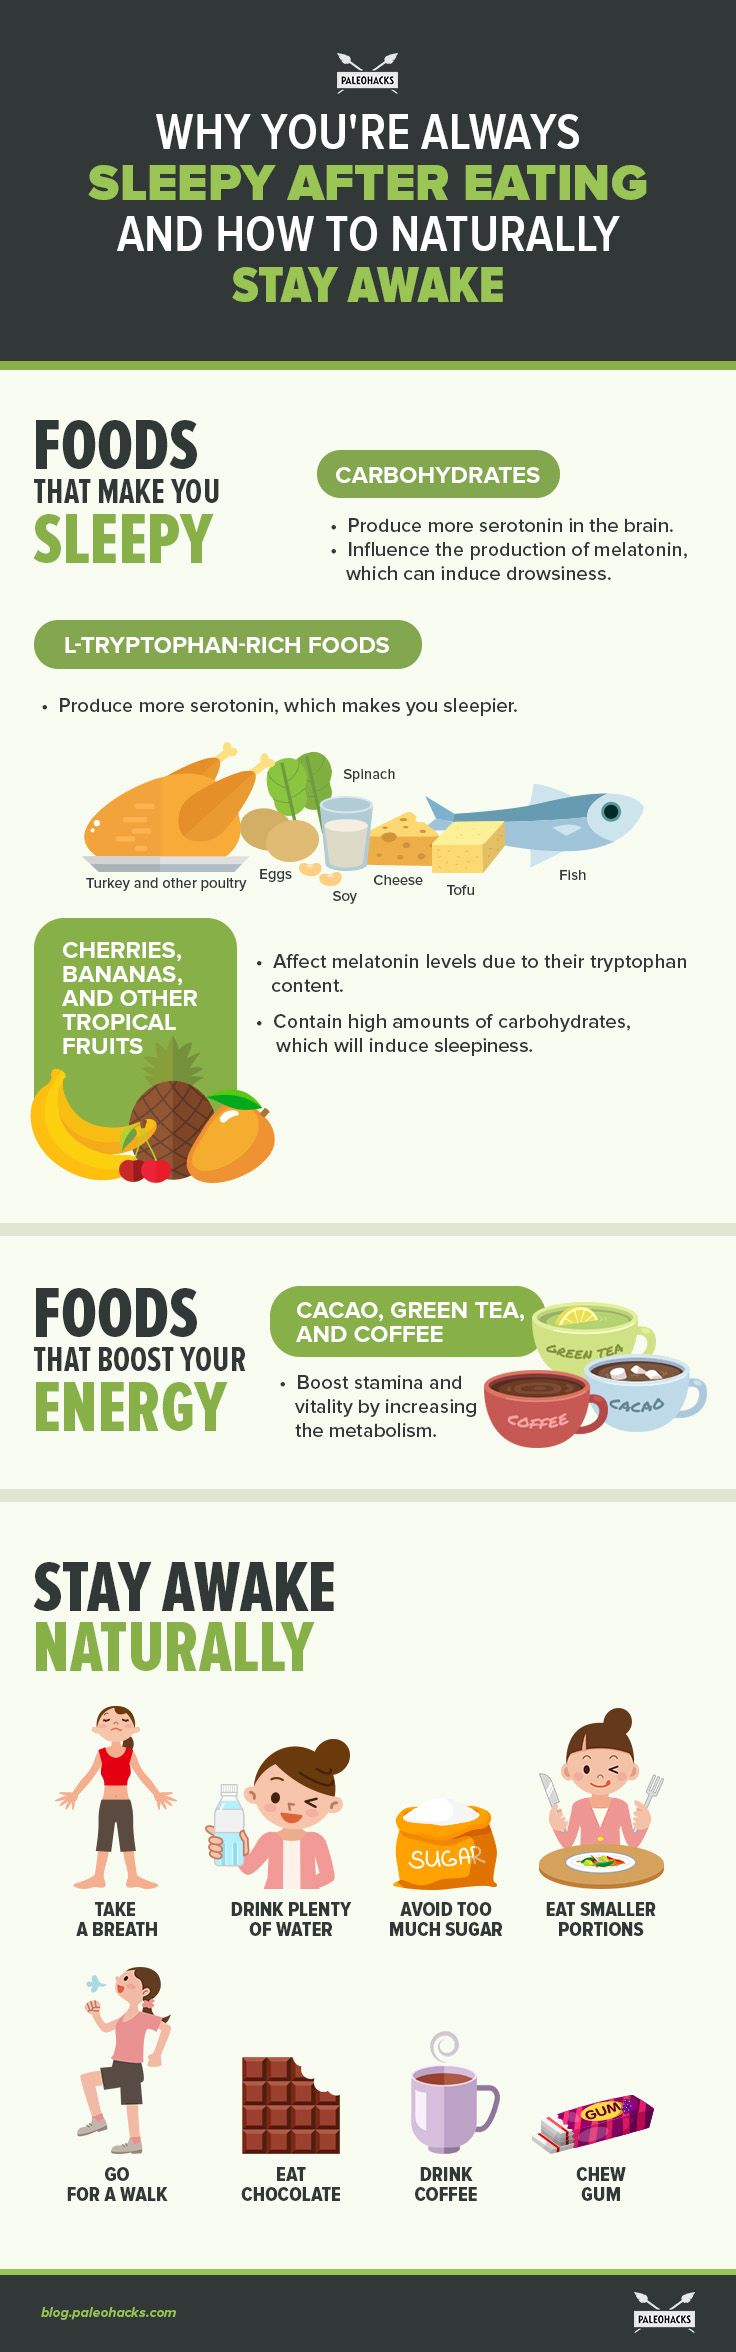 PALEOHACKS
WHY YOU'RE ALWAYS
SLEEPY AFTER EATING
AND HOW TO NATURALLY
STAY AWAKE
FOODS
THAT MAKE YOU
SLEEPY
CARBOHYDRATES
• Produce more serotonin in the brain.
• Influence the production of melatonin,
which can induce drowsiness.
L-TRYPTOPHAN-RICH FOODS
• Produce more serotonin, which makes you sleepier.
Spinach
Turkey and other poultry
Eggs
Soy
Cheese
Tofu
Fish
CHERRIES,
BANANAS,
AND OTHER
TROPICAL
FRUITS
• Affect melatonin levels due to their tryptophan
content.
• Contain high amounts of carbohydrates,
which will induce sleepiness.
FOODS
THAT BOOST YOUR
ENERGY
CACAO, GREEN TEA,
AND COFFEE
• Boost stamina and
vitality by increasing
the metabolism.
GREEN TEA
COFFEE
CACAO
STAY AWAKE
NATURALLY
SUGAR
TAKE
A BREATH
DRINK PLENTY
OF WATER
AVOID TOO
MUCH SUGAR
EAT SMALLER
PORTIONS
GUM
GO
FOR A WALK
EAT
CHOCOLATE
DRINK
COFFEE
CHEW
GUM
blog.paleohacks.com
PALEOHACKS